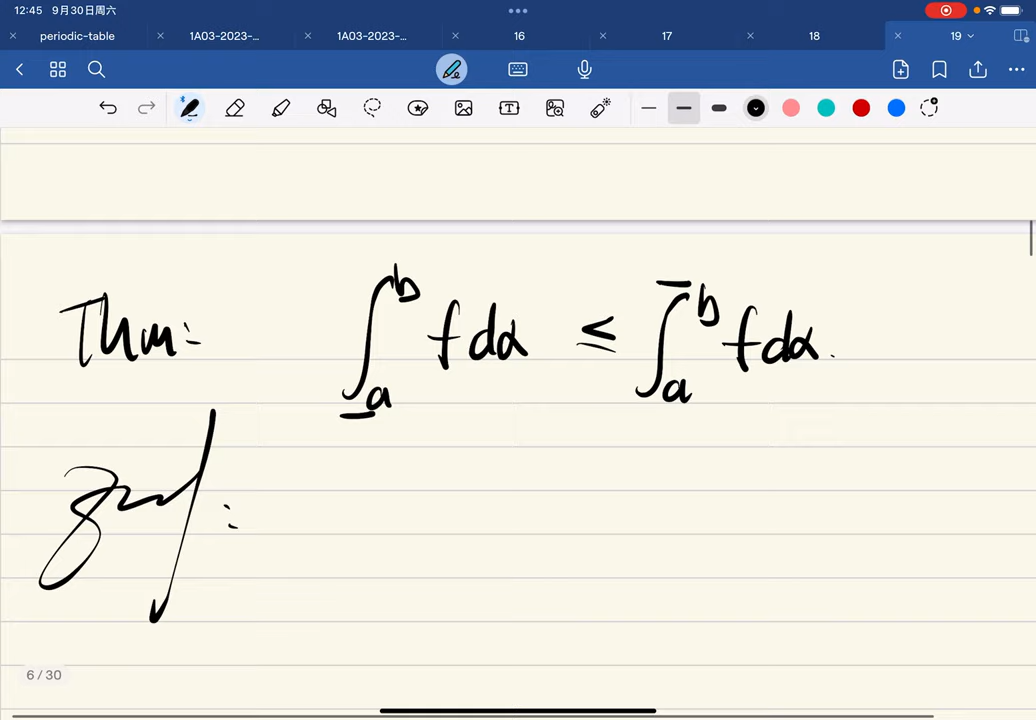 12:45 9月30日周六
periodic-table 1A03-2023-... 1A03-2023-... 16 17 18 19
Thm: ∫_a^b f dα ≤ ∫̄_a^b f dα.
6 / 30